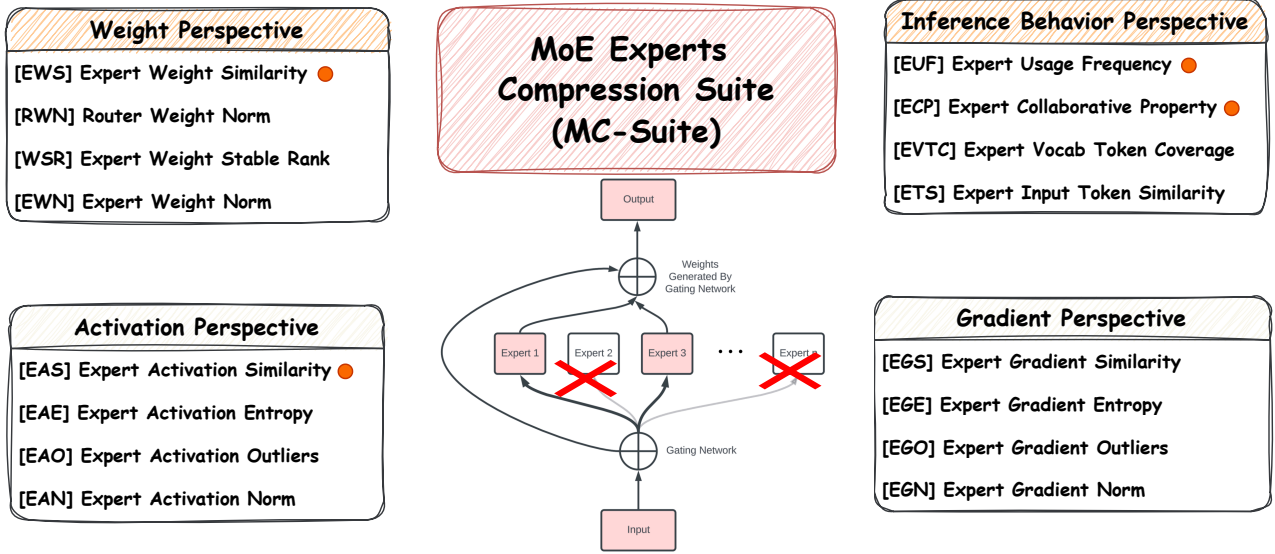 Weight Perspective
[EWS] Expert Weight Similarity
[RWN] Router Weight Norm
[WSR] Expert Weight Stable Rank
[EWN] Expert Weight Norm
MoE Experts
Compression Suite
(MC-Suite)
Inference Behavior Perspective
[EUF] Expert Usage Frequency
[ECP] Expert Collaborative Property
[EVTC] Expert Vocab Token Coverage
[ETS] Expert Input Token Similarity
Output
Weights
Generated By
Gating Network
Expert 1
Expert 2
Expert 3
...
Expert n
Gating Network
Input
Activation Perspective
[EAS] Expert Activation Similarity
[EAE] Expert Activation Entropy
[EAO] Expert Activation Outliers
[EAN] Expert Activation Norm
Gradient Perspective
[EGS] Expert Gradient Similarity
[EGE] Expert Gradient Entropy
[EGO] Expert Gradient Outliers
[EGN] Expert Gradient Norm